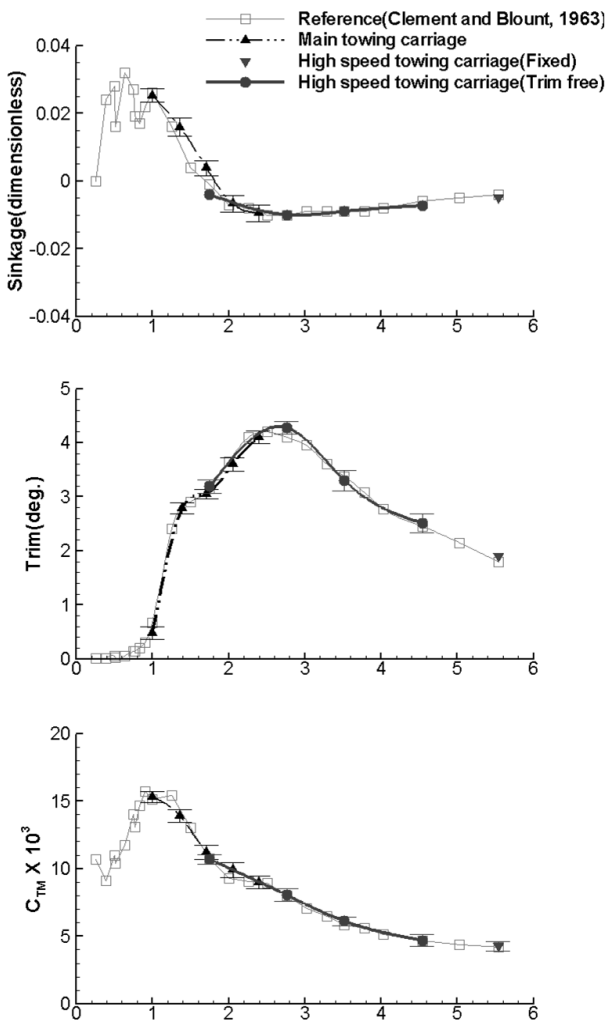 Reference(Clement and Blount, 1963)
Main towing carriage
High speed towing carriage(Fixed)
High speed towing carriage(Trim free)
Sinkage(dimensionless)
0.04
0.02
0
-0.02
-0.04
0 1 2 3 4 5 6
Trim(deg.)
5
4
3
2
1
0
0 1 2 3 4 5 6
C_TM X 10³
20
15
10
5
0
0 1 2 3 4 5 6